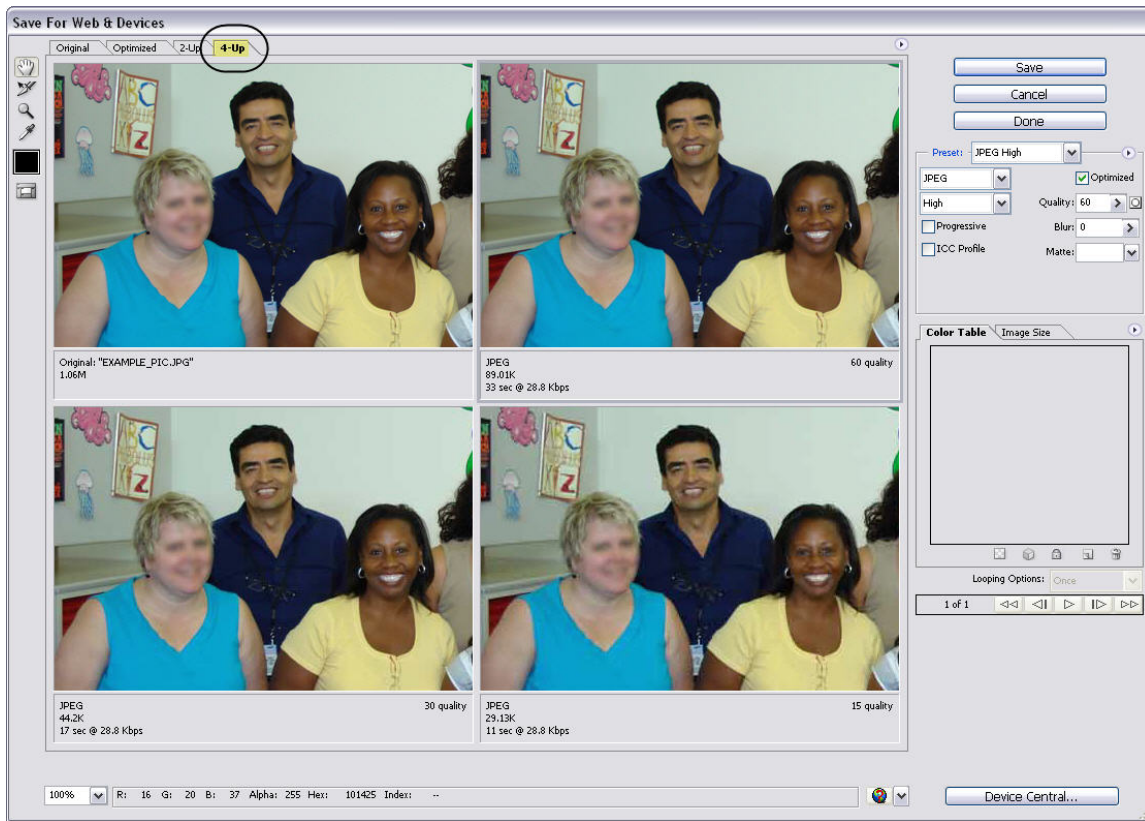 Save For Web & Devices
Original
Optimized
2-Up
4-Up
Save
Cancel
Done
Preset:
JPEG High
JPEG
Optimized
High
Quality: 60
Progressive
Blur: 0
ICC Profile
Matte:
ABC
Z
ABC
Z
Original: "EXAMPLE_PIC.JPG"
1.06M
JPEG
60 quality
89.01K
33 sec @ 28.8 Kbps
Color Table
Image Size
ABC
Z
ABC
Z
Looping Options: Once
1 of 1
JPEG
30 quality
44.2K
17 sec @ 28.8 Kbps
JPEG
15 quality
29.13K
11 sec @ 28.8 Kbps
100%
R: 16 G: 20 B: 37 Alpha: 255 Hex: 101425 Index: --
Device Central...